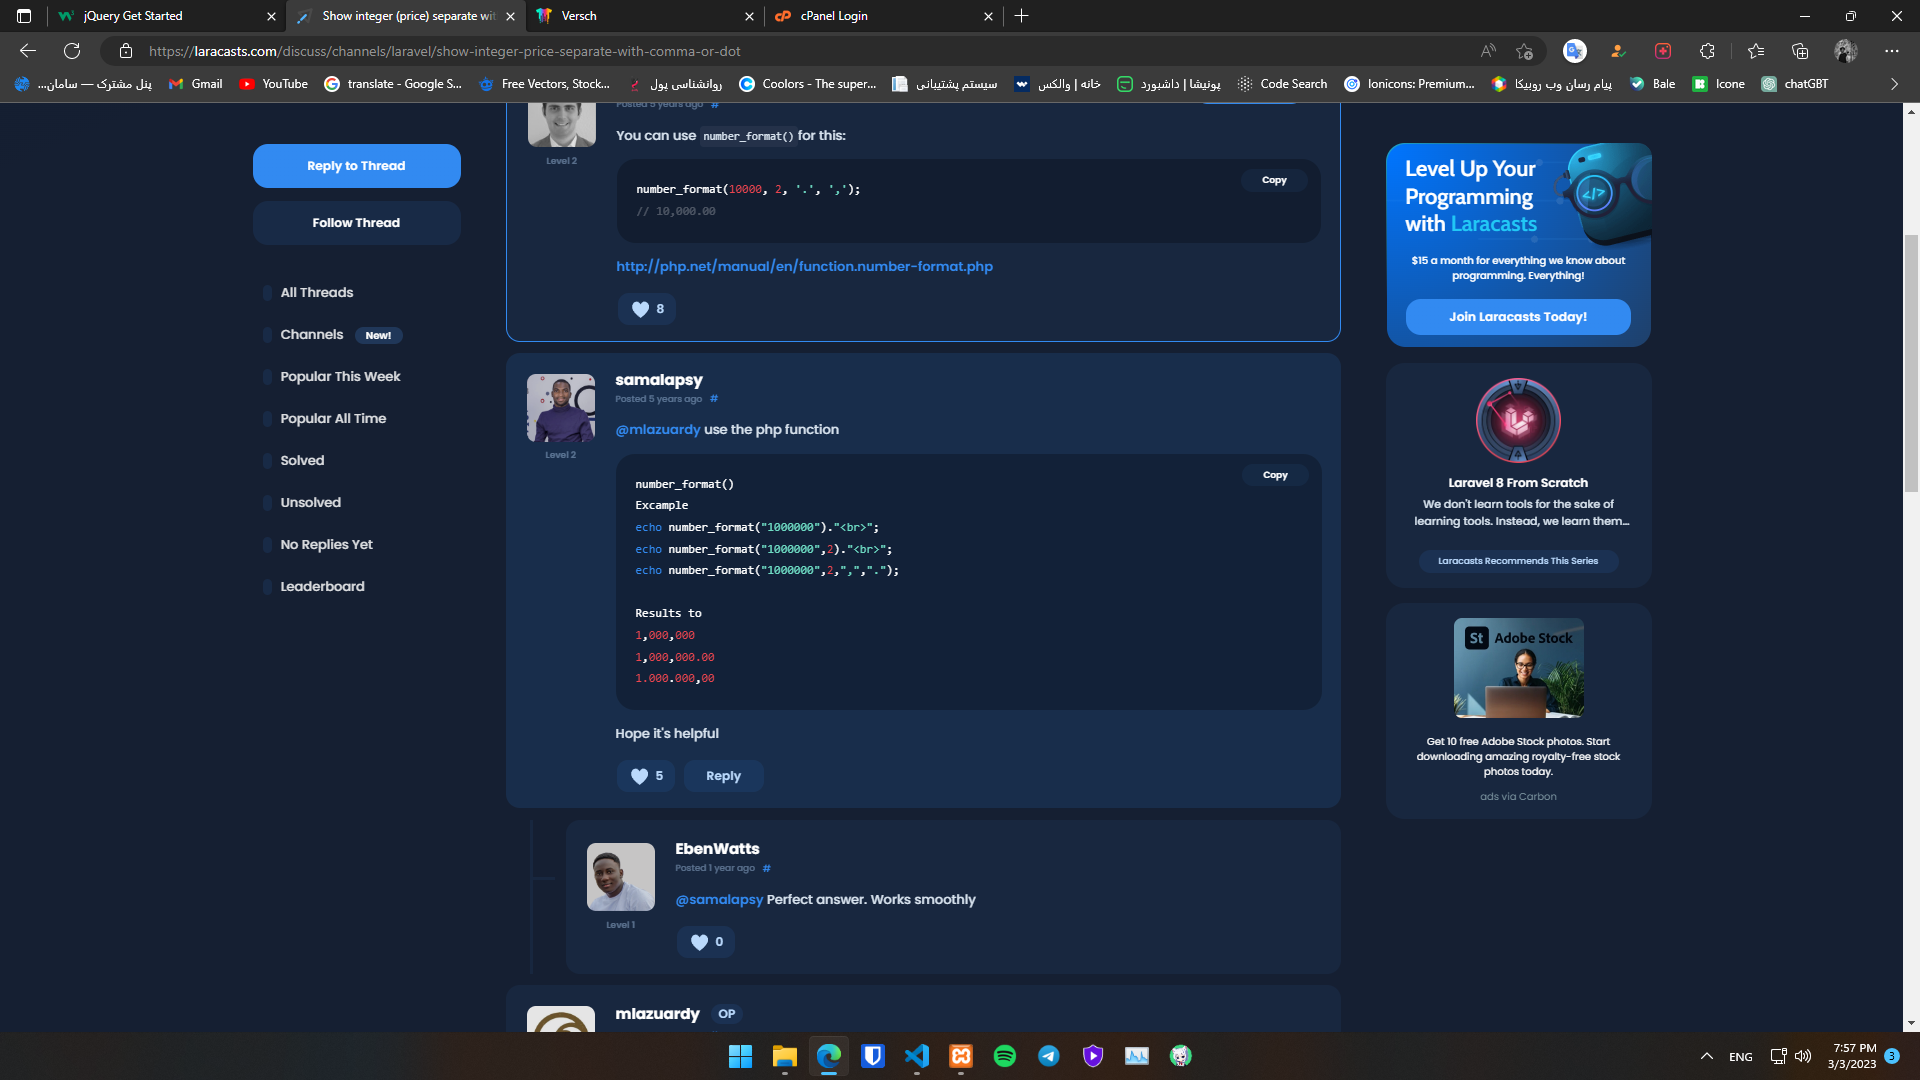 jQuery Get Started
Show integer (price) separate wit
Versch
cPanel Login
https://laracasts.com/discuss/channels/laravel/show-integer-price-separate-with-comma-or-dot
پنل مشترک — سامان...
Gmail
YouTube
translate - Google S...
Free Vectors, Stock...
روانشناسی پول
Coolors - The super...
سیستم پشتیبانی
خانه | والکس
پونیشا | داشبورد
Code Search
Ionicons: Premium...
پیام رسان وب روبیکا
Bale
Icone
chatGBT
Reply to Thread
Follow Thread
All Threads
Channels New!
Popular This Week
Popular All Time
Solved
Unsolved
No Replies Yet
Leaderboard
Posted 5 years ago #
Level 2
You can use number_format() for this:
Copy
number_format(10000, 2, '.', ',');
// 10,000.00
http://php.net/manual/en/function.number-format.php
8
samalapsy
Posted 5 years ago #
Level 2
@mlazuardy use the php function
Copy
number_format()
Excample
echo number_format("1000000")."<br>";
echo number_format("1000000",2)."<br>";
echo number_format("1000000",2,",",".");
Results to
1,000,000
1,000,000.00
1.000.000,00
Hope it's helpful
5
Reply
EbenWatts
Posted 1 year ago #
Level 1
@samalapsy Perfect answer. Works smoothly
0
mlazuardy OP
Level Up Your
Programming
with Laracasts
$15 a month for everything we know about
programming. Everything!
Join Laracasts Today!
Laravel 8 From Scratch
We don't learn tools for the sake of
learning tools. Instead, we learn them...
Laracasts Recommends This Series
St Adobe Stock
Get 10 free Adobe Stock photos. Start
downloading amazing royalty-free stock
photos today.
ads via Carbon
ENG
7:57 PM
3/3/2023
3